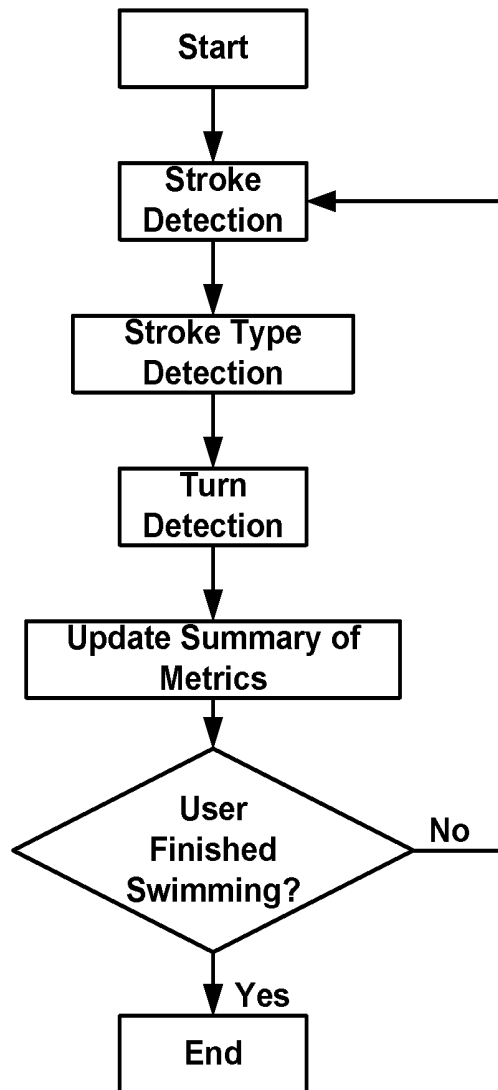 Start
Stroke
Detection
Stroke Type
Detection
Turn
Detection
Update Summary of
Metrics
User
Finished
Swimming?
No
Yes
End